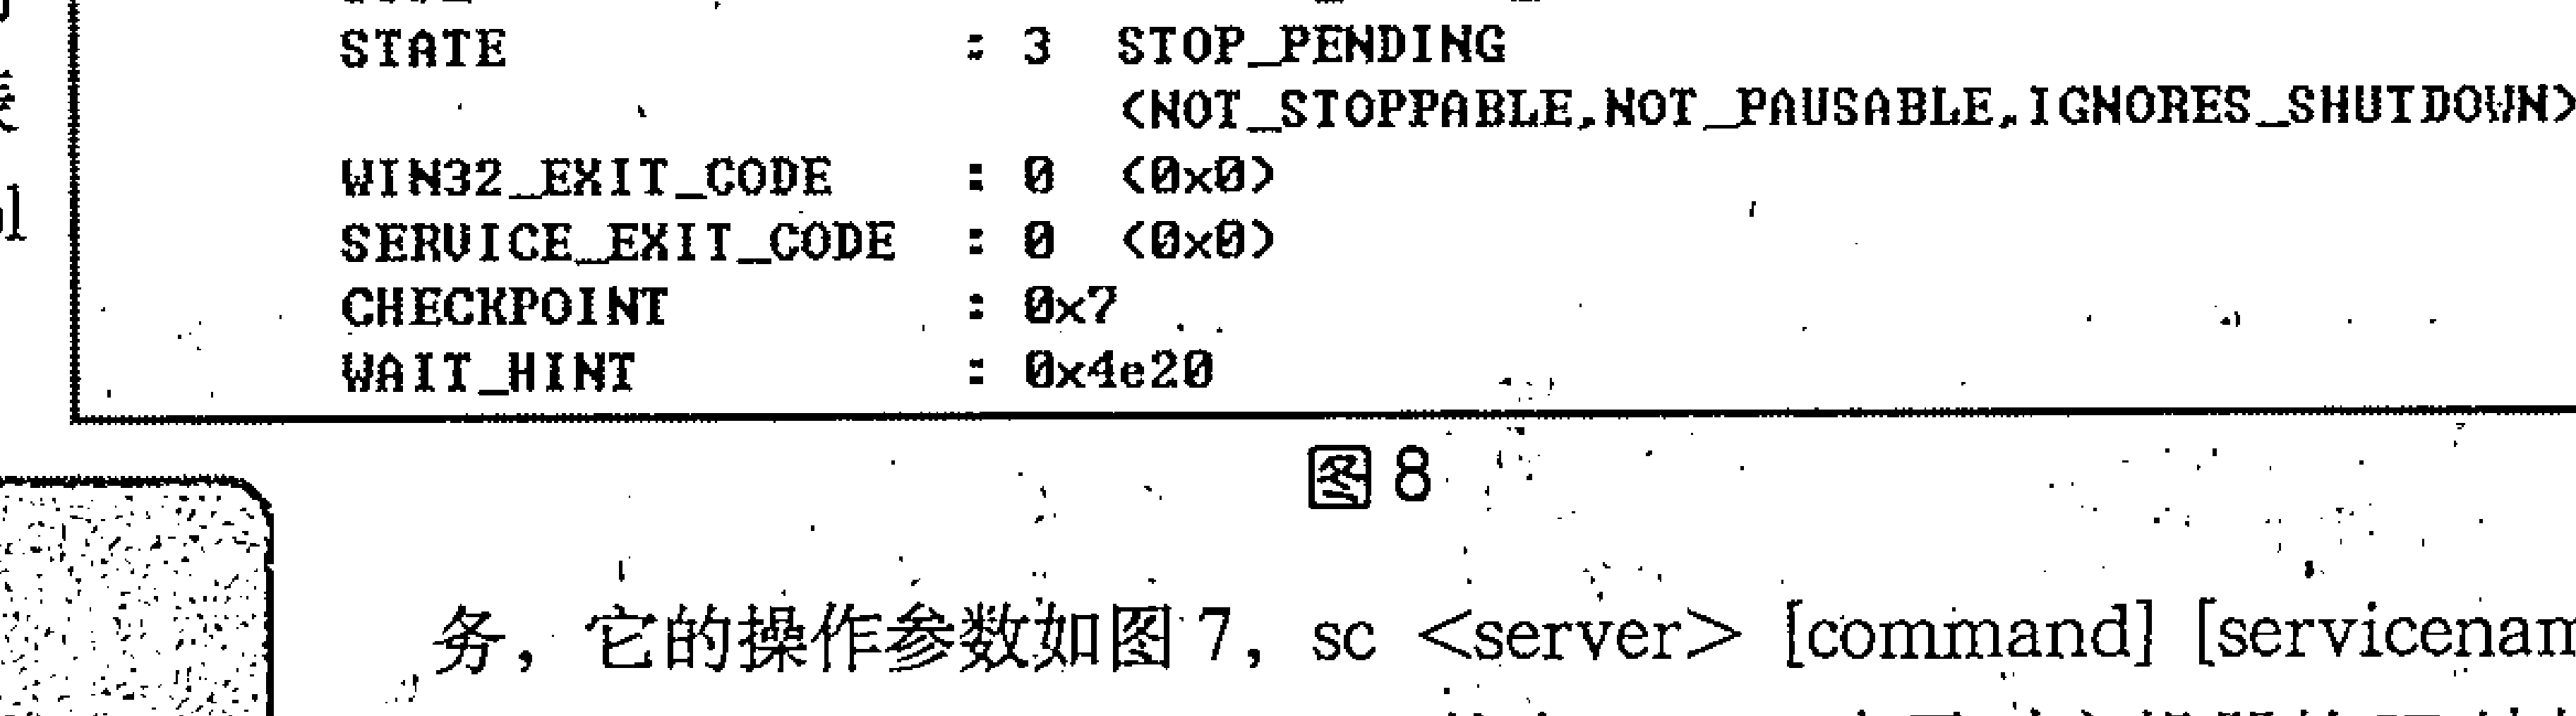 STATE : 3 STOP_PENDING
<NOT_STOPPABLE,NOT_PAUSABLE,IGNORES_SHUTDOWN>
WIN32_EXIT_CODE : 0 <0x0>
SERVICE_EXIT_CODE : 0 <0x0>
CHECKPOINT : 0x7
WAIT_HINT : 0x4e20
图 8
务，它的操作参数如图 7，sc <server> [command] [servicenam